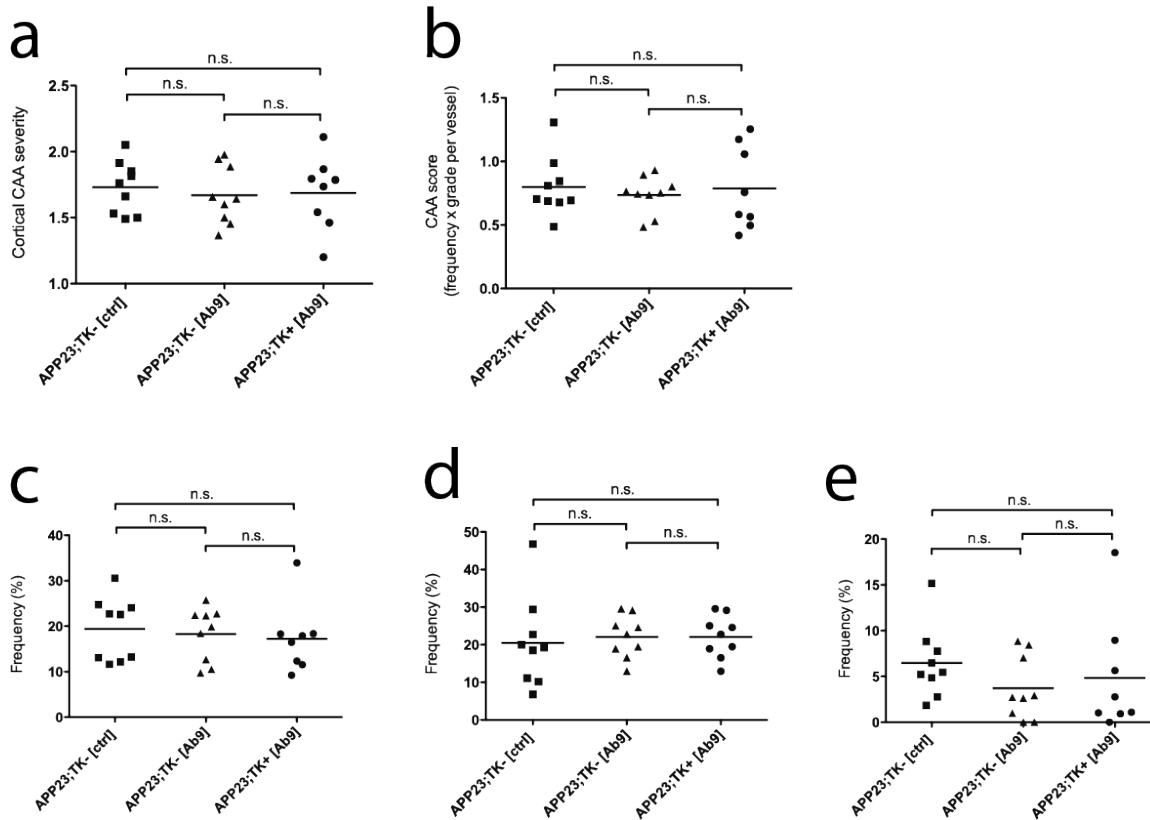 a
n.s.
n.s.
n.s.
Cortical CAA severity
2.5
2.0
1.5
1.0
APP23;TK- [ctrl]
APP23;TK- [Ab9]
APP23;TK+ [Ab9]
b
n.s.
n.s.
n.s.
CAA score
(frequency x grade per vessel)
1.5
1.0
0.5
0.0
APP23;TK- [ctrl]
APP23;TK- [Ab9]
APP23;TK+ [Ab9]
c
n.s.
n.s.
n.s.
Frequency (%)
40
30
20
10
0
APP23;TK- [ctrl]
APP23;TK- [Ab9]
APP23;TK+ [Ab9]
d
n.s.
n.s.
n.s.
Frequency (%)
50
40
30
20
10
0
APP23;TK- [ctrl]
APP23;TK- [Ab9]
APP23;TK+ [Ab9]
e
n.s.
n.s.
n.s.
Frequency (%)
20
15
10
5
0
APP23;TK- [ctrl]
APP23;TK- [Ab9]
APP23;TK+ [Ab9]